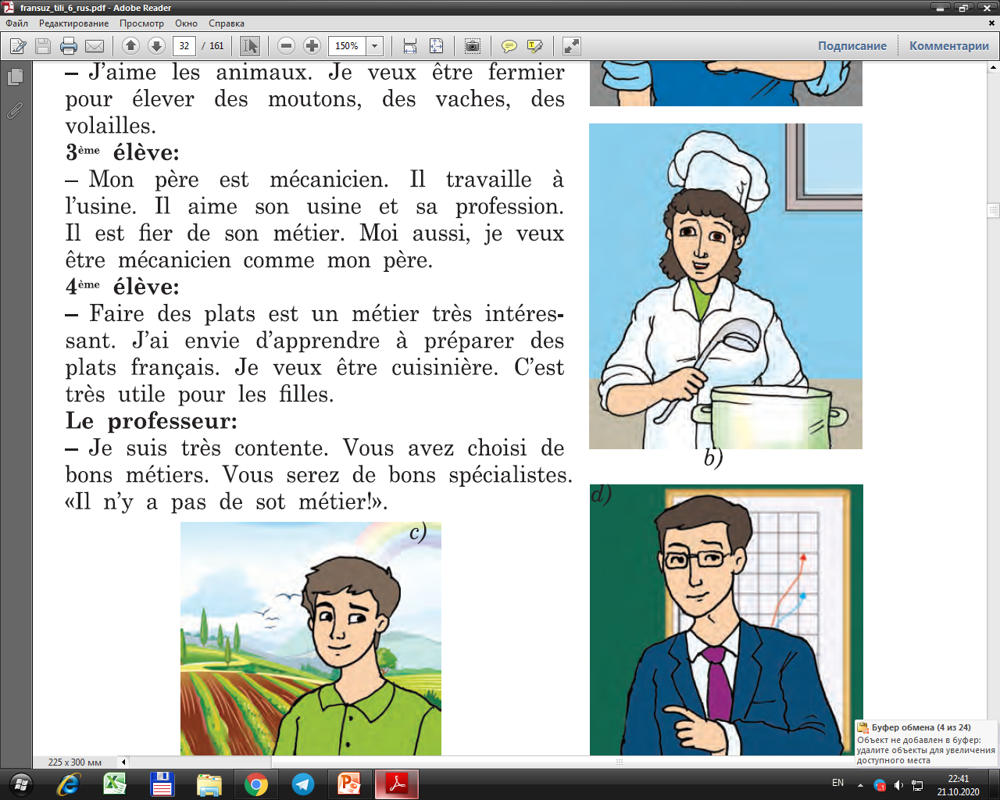 fransuz_tili_6_rus.pdf - Adobe Reader
Файл Редактирование Просмотр Окно Справка
32 / 161 150% Подписание Комментарии
– J'aime les animaux. Je veux être fermier
pour élever des moutons, des vaches, des
volailles.
3ème élève:
– Mon père est mécanicien. Il travaille à
l'usine. Il aime son usine et sa profession.
Il est fier de son métier. Moi aussi, je veux
être mécanicien comme mon père.
4ème élève:
– Faire des plats est un métier très intéres-
sant. J'ai envie d'apprendre à préparer des
plats français. Je veux être cuisinière. C'est
très utile pour les filles.
Le professeur:
– Je suis très contente. Vous avez choisi de
bons métiers. Vous serez de bons spécialistes.
«Il n'y a pas de sot métier!».
b)
c)
d)
Буфер обмена (4 из 24)
Объект не добавлен в буфер:
удалите объекты для увеличения
доступного места
225 x 300 мм
EN
22:41
21.10.2020